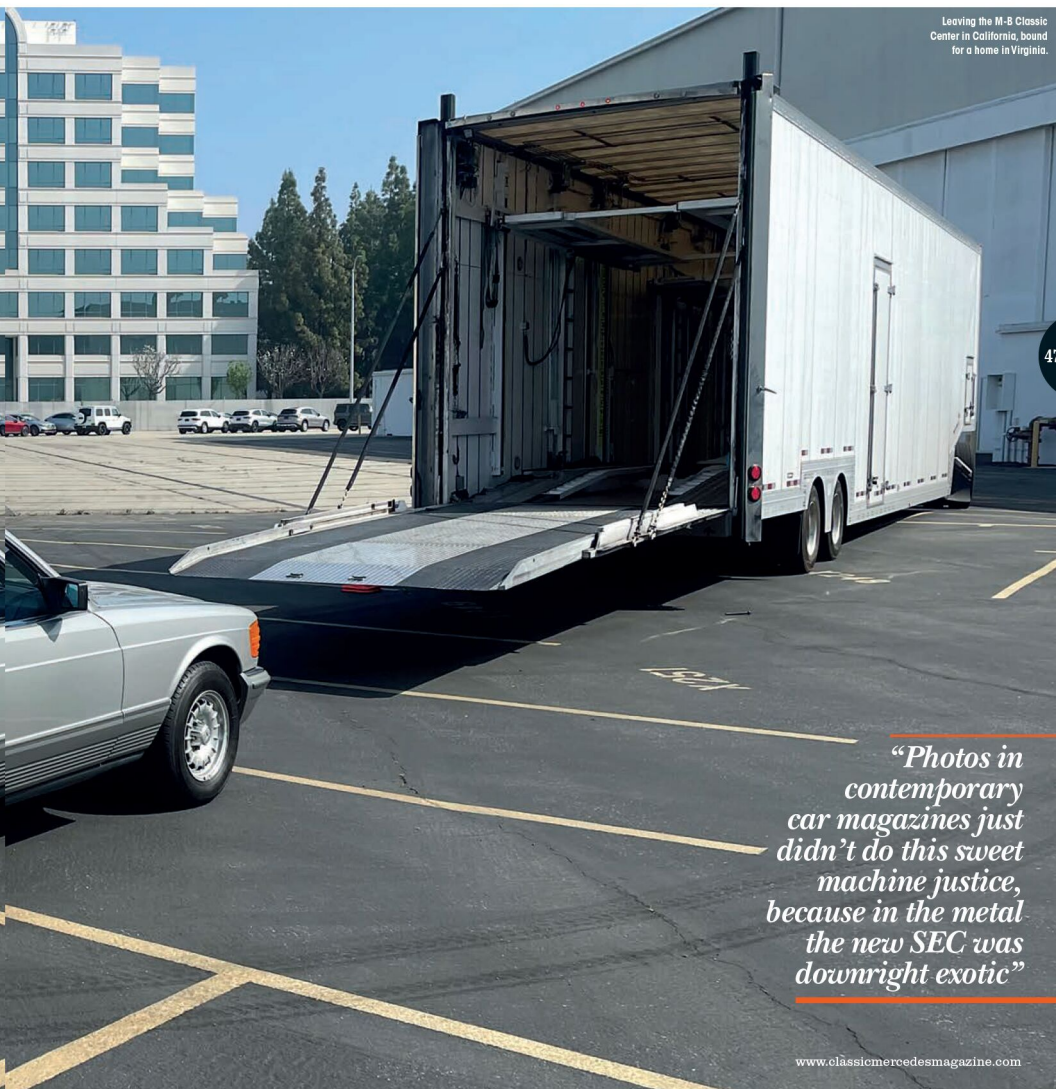 Leaving the M-B Classic
Center in California, bound
for a home in Virginia.
47
“Photos in
contemporary
car magazines just
didn’t do this sweet
machine justice,
because in the metal
the new SEC was
downright exotic”
www.classicmercedesmagazine.com